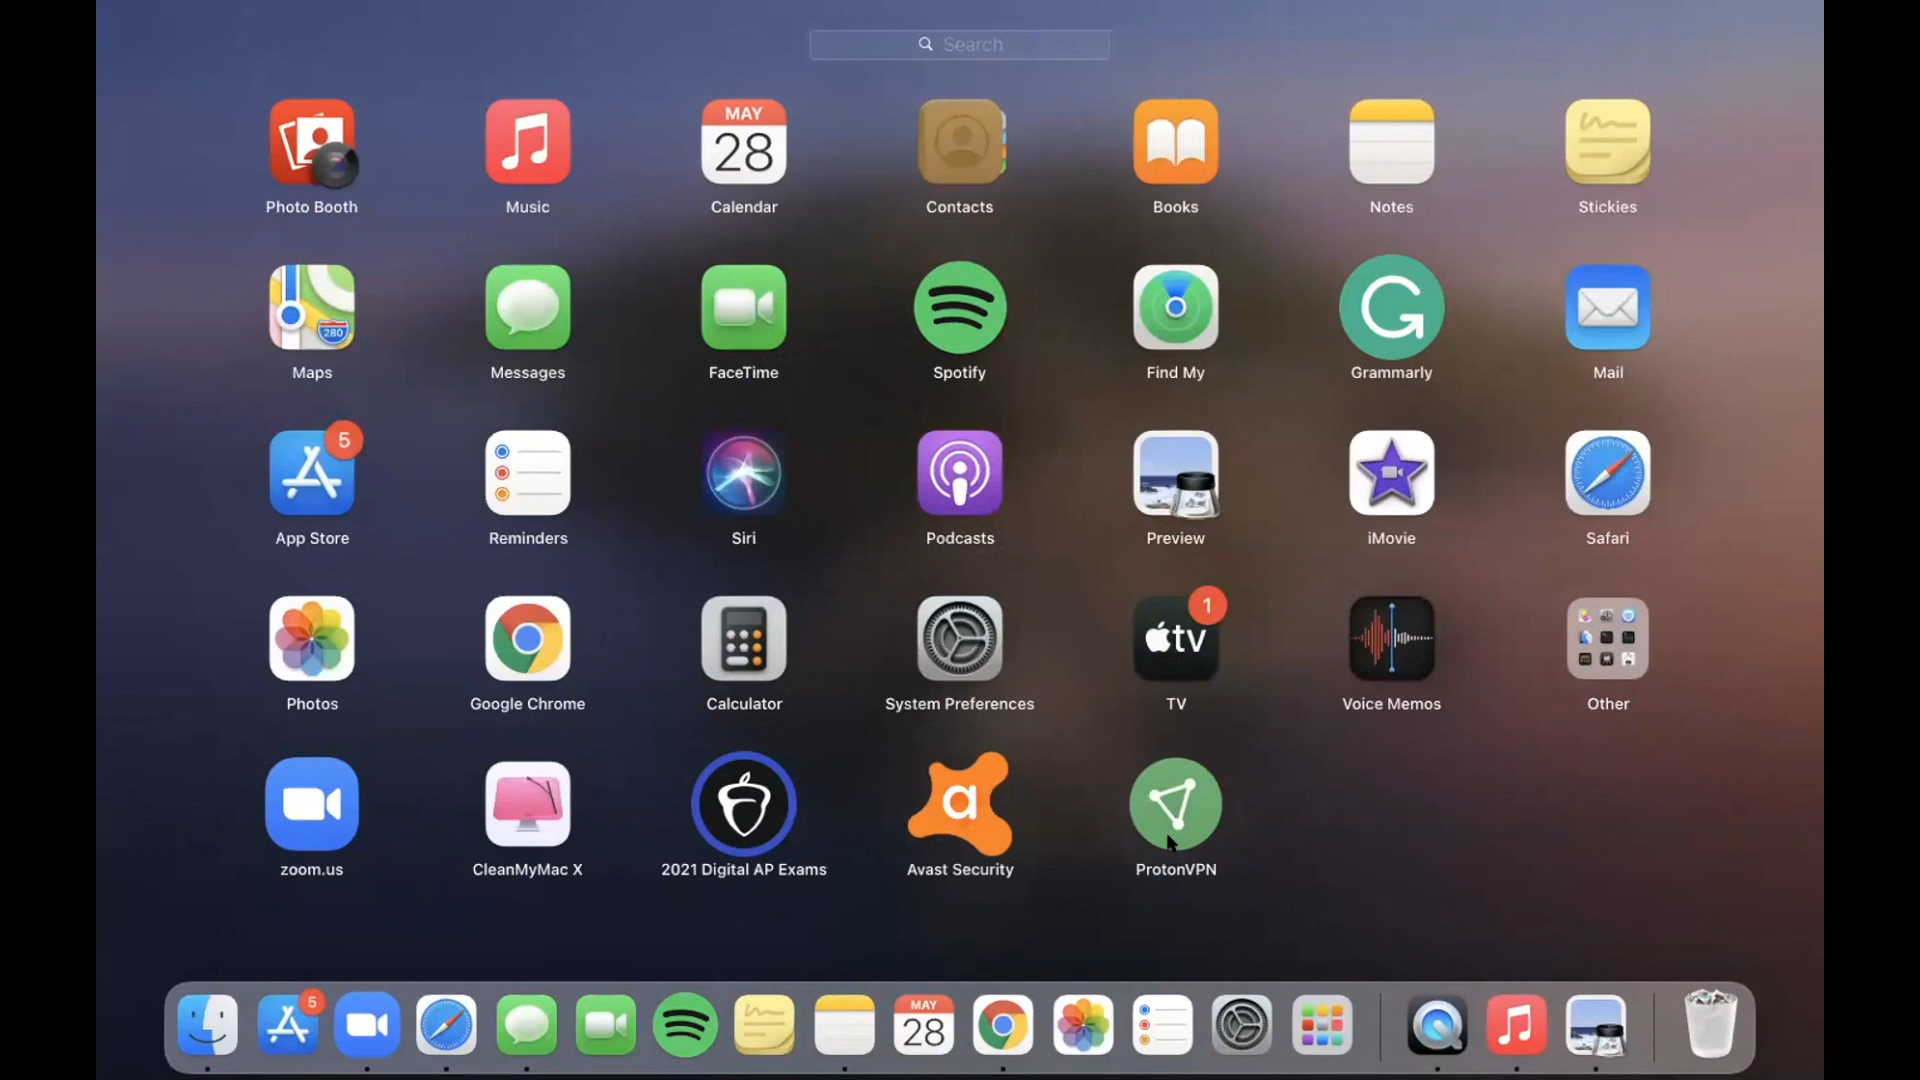 Search
MAY
28
Photo Booth
Music
Calendar
Contacts
Books
Notes
Stickies
280
Maps
Messages
FaceTime
Spotify
Find My
Grammarly
Mail
5
App Store
Reminders
Siri
Podcasts
Preview
iMovie
Safari
tv
1
Photos
Google Chrome
Calculator
System Preferences
TV
Voice Memos
Other
a
zoom.us
CleanMyMac X
2021 Digital AP Exams
Avast Security
ProtonVPN
5
MAY
28